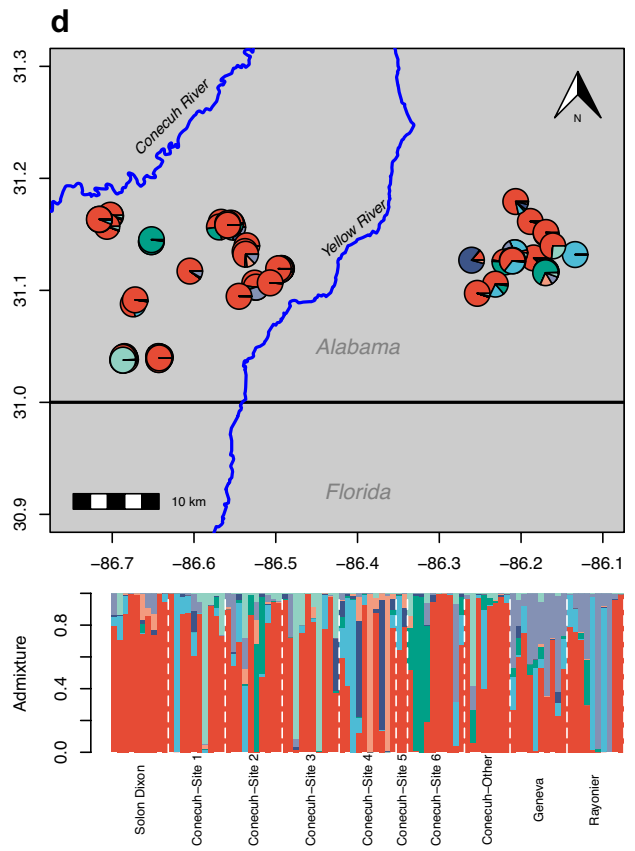 d
31.3
31.2
31.1
31.0
30.9
Conecuh River
Yellow River
N
Alabama
Florida
10 km
−86.7 −86.6 −86.5 −86.4 −86.3 −86.2 −86.1
Admixture
0.8
0.4
0.0
Solon Dixon
Conecuh−Site 1
Conecuh−Site 2
Conecuh−Site 3
Conecuh−Site 4
Conecuh−Site 5
Conecuh−Site 6
Conecuh−Other
Geneva
Rayonier